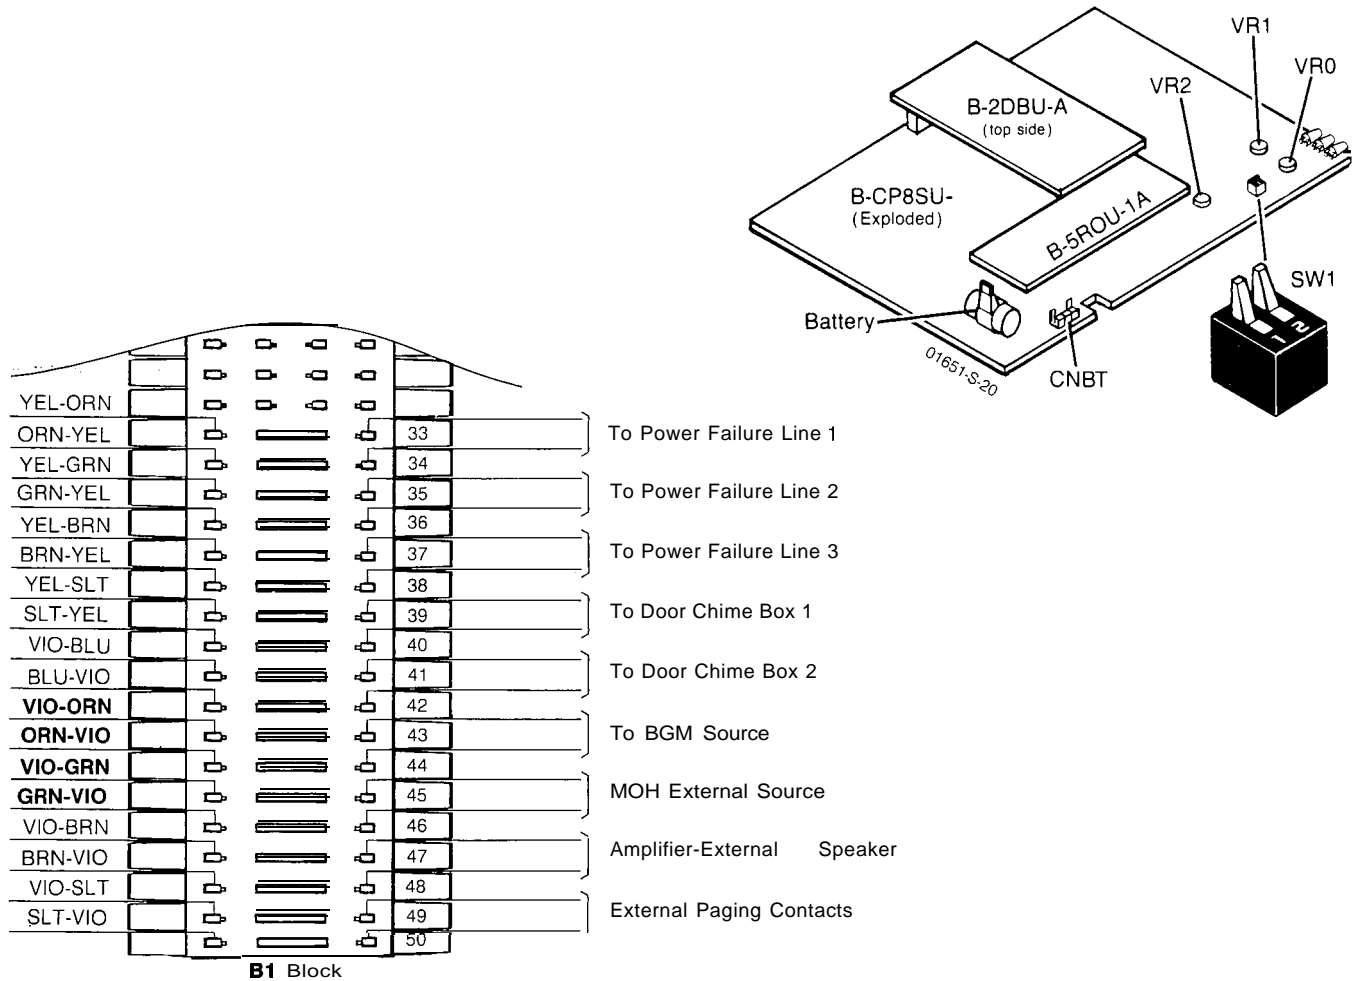 VR1
VR0
VR2
B-2DBU-A
(top side)
B-CP8SU-
(Exploded)
B-5ROU-1A
SW1
1 2
Battery
CNBT
01651-S-20
YEL-ORN
ORN-YEL 33 To Power Failure Line 1
YEL-GRN 34
GRN-YEL 35 To Power Failure Line 2
YEL-BRN 36
BRN-YEL 37 To Power Failure Line 3
YEL-SLT 38
SLT-YEL 39 To Door Chime Box 1
VIO-BLU 40
BLU-VIO 41 To Door Chime Box 2
VIO-ORN 42
ORN-VIO 43 To BGM Source
VIO-GRN 44
GRN-VIO 45 MOH External Source
VIO-BRN 46
BRN-VIO 47 Amplifier-External Speaker
VIO-SLT 48
SLT-VIO 49 External Paging Contacts
50
B1 Block